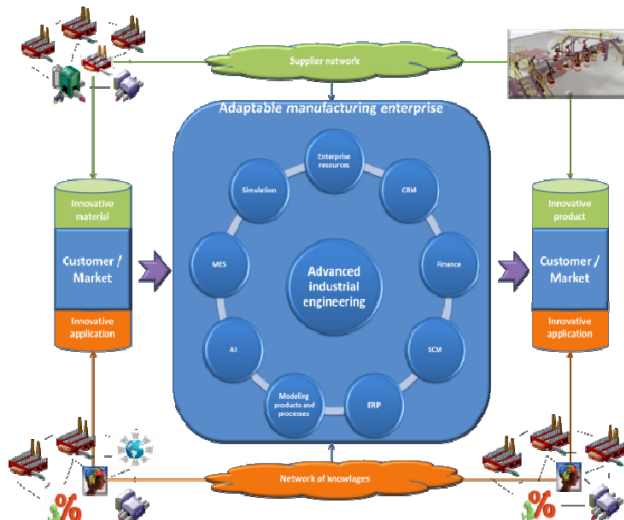 Supplier network
Adaptable manufacturing enterprise
Enterprise
resources
Simulation
CRM
Innovative
material
Innovative
product
Customer /
Market
MES
Advanced
industrial
engineering
Finance
Customer /
Market
Innovative
application
AI
SCM
Innovative
application
Modeling
products and
processes
ERP
Network of knowlages
%
%